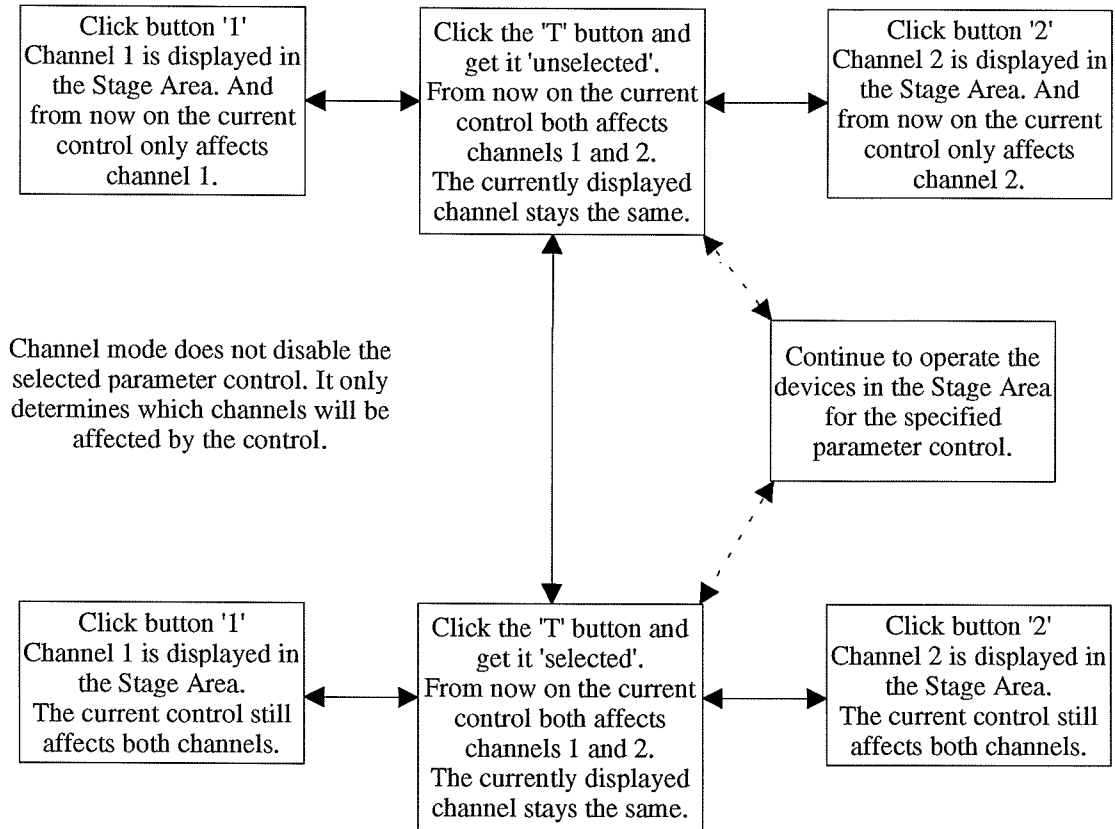 Click button '1'
Channel 1 is displayed in
the Stage Area. And
from now on the current
control only affects
channel 1.
Click the 'T' button and
get it 'unselected'.
From now on the current
control both affects
channels 1 and 2.
The currently displayed
channel stays the same.
Click button '2'
Channel 2 is displayed in
the Stage Area. And
from now on the current
control only affects
channel 2.
Channel mode does not disable the
selected parameter control. It only
determines which channels will be
affected by the control.
Continue to operate the
devices in the Stage Area
for the specified
parameter control.
Click button '1'
Channel 1 is displayed in
the Stage Area.
The current control still
affects both channels.
Click the 'T' button and
get it 'selected'.
From now on the current
control both affects
channels 1 and 2.
The currently displayed
channel stays the same.
Click button '2'
Channel 2 is displayed in
the Stage Area.
The current control still
affects both channels.